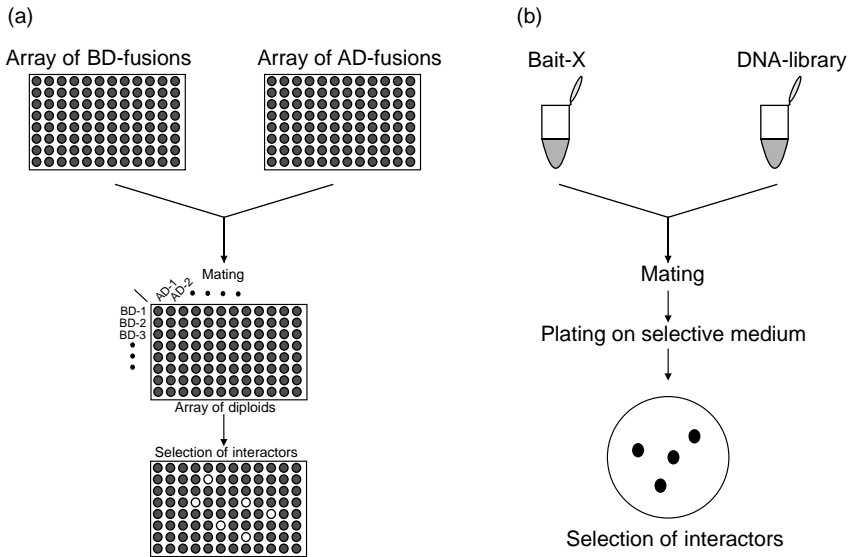 (a)
Array of BD-fusions
Array of AD-fusions
Mating
AD-1
AD-2
BD-1
BD-2
BD-3
Array of diploids
Selection of interactors
(b)
Bait-X
DNA-library
Mating
Plating on selective medium
Selection of interactors